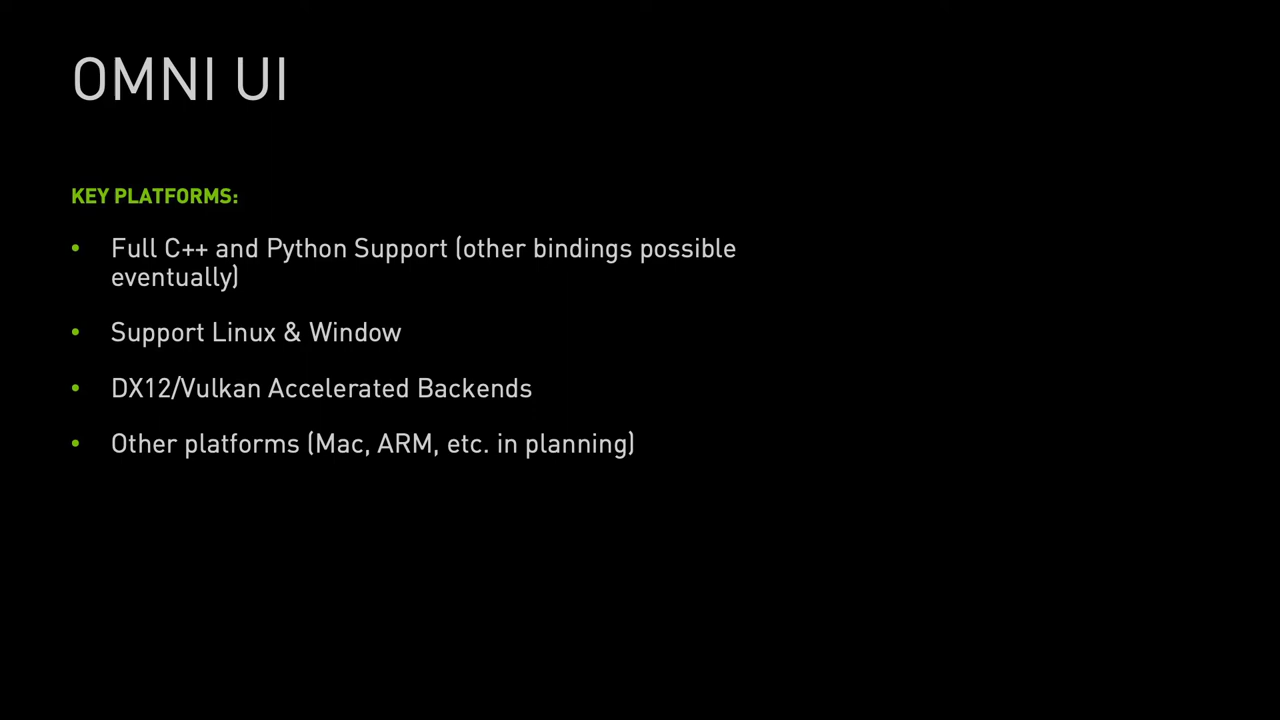 OMNI UI
KEY PLATFORMS:
• Full C++ and Python Support (other bindings possible
eventually)
• Support Linux & Window
• DX12/Vulkan Accelerated Backends
• Other platforms (Mac, ARM, etc. in planning)